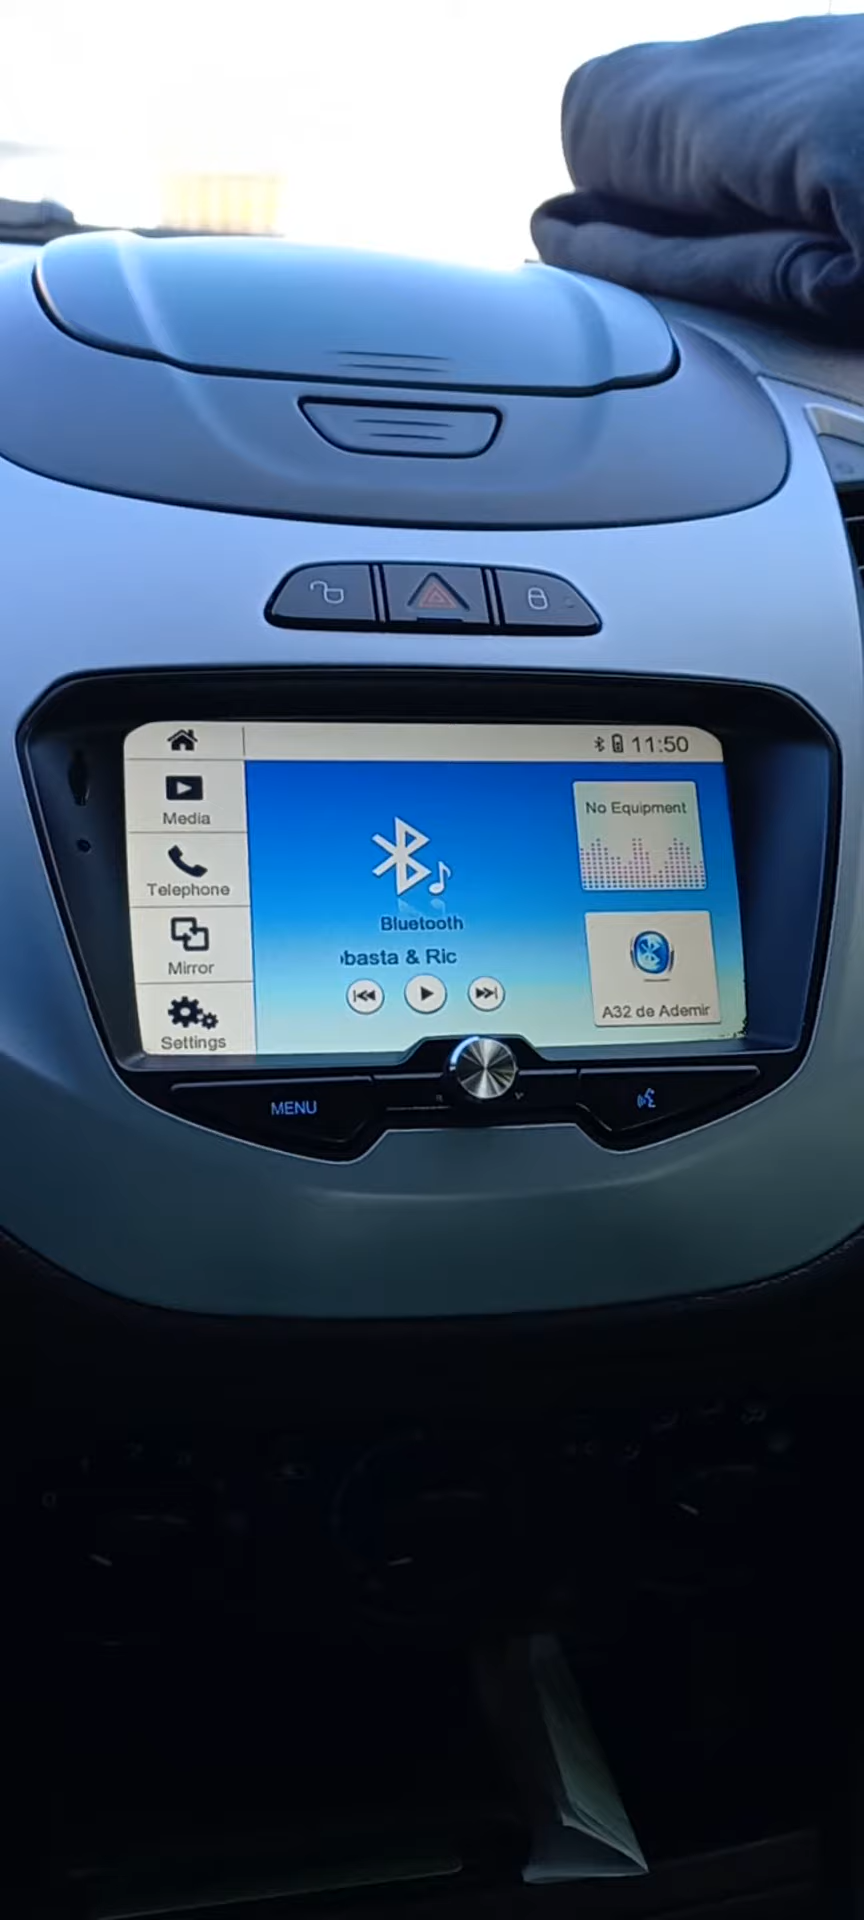 11:50
Media
Telephone
Mirror
Settings
Bluetooth
basta & Ric
No Equipment
A32 de Ademir
MENU